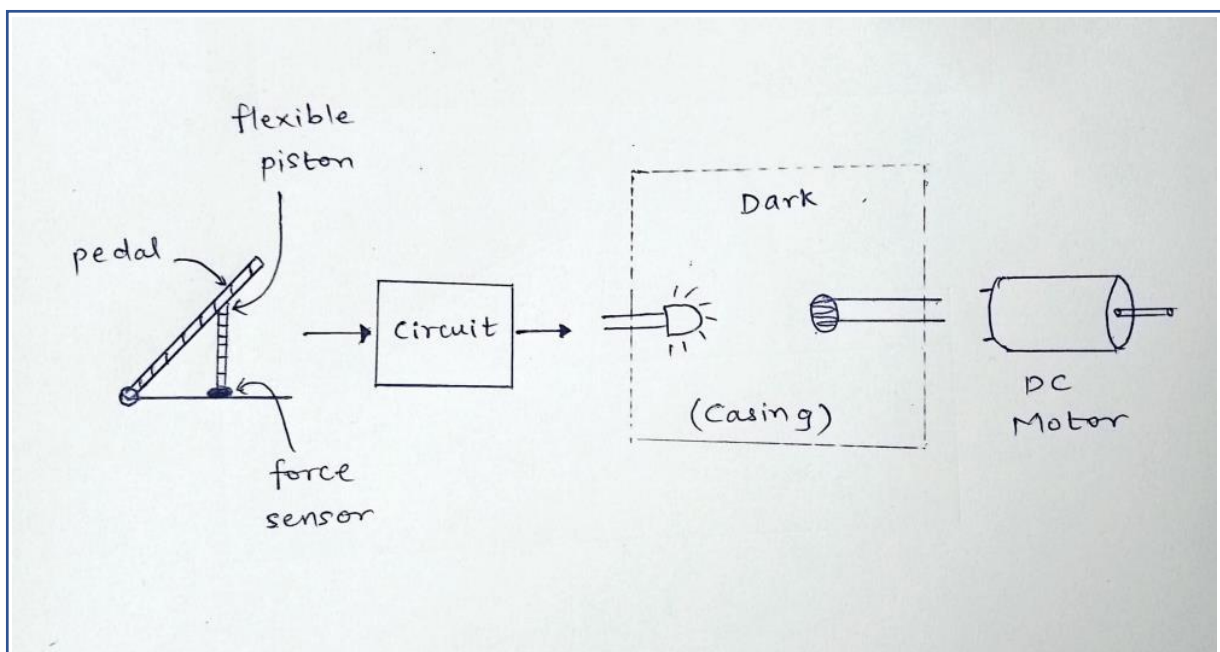 flexible
piston
pedal
force
sensor
Circuit
Dark
(Casing)
DC
Motor